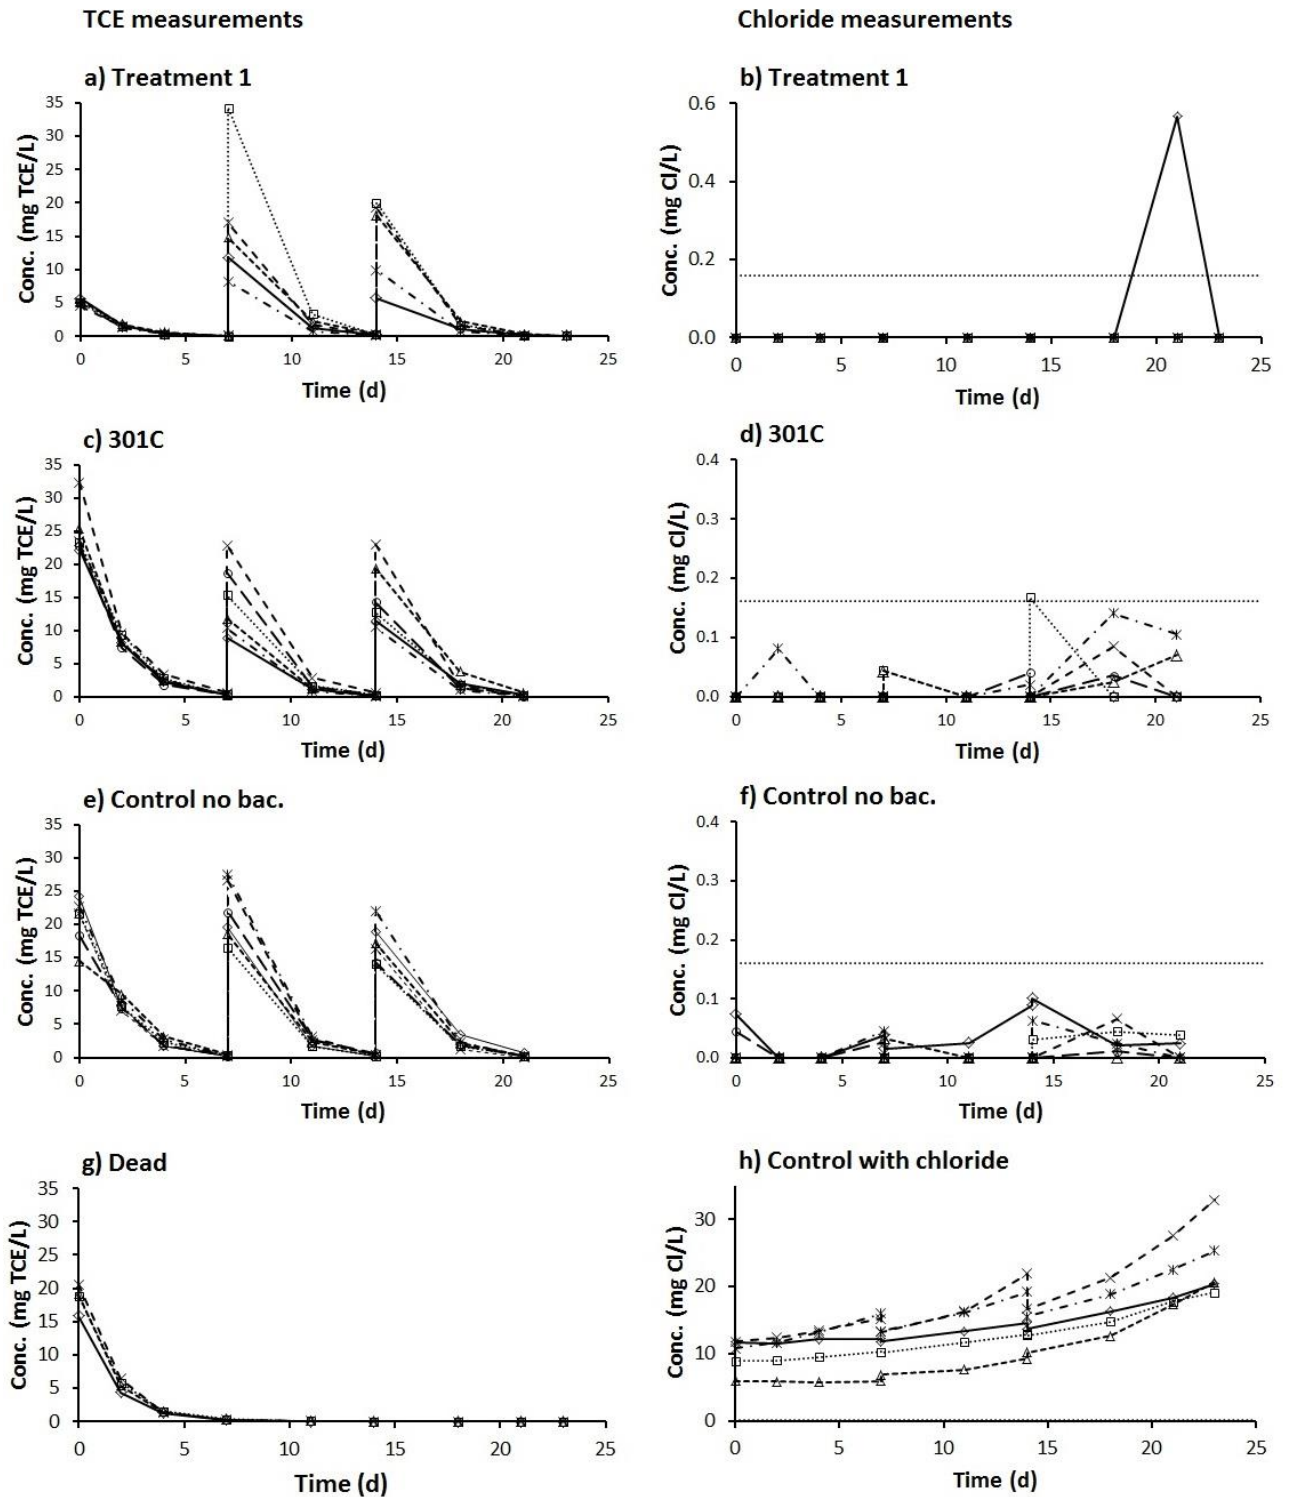 TCE measurements
Chloride measurements
a) Treatment 1
35
30
25
20
15
10
5
0
Conc. (mg TCE/L)
0 5 10 15 20 25
Time (d)
b) Treatment 1
0.6
0.4
0.2
0.0
Conc. (mg Cl/L)
0 5 10 15 20 25
Time (d)
c) 301C
35
30
25
20
15
10
5
0
Conc. (mg TCE/L)
0 5 10 15 20 25
Time (d)
d) 301C
0.4
0.3
0.2
0.1
0.0
Conc. (mg Cl/L)
0 5 10 15 20 25
Time (d)
e) Control no bac.
35
30
25
20
15
10
5
0
Conc. (mg TCE/L)
0 5 10 15 20 25
Time (d)
f) Control no bac.
0.4
0.3
0.2
0.1
0.0
Conc. (mg Cl/L)
0 5 10 15 20 25
Time (d)
g) Dead
35
30
25
20
15
10
5
0
Conc. (mg TCE/L)
0 5 10 15 20 25
Time (d)
h) Control with chloride
30
20
10
0
Conc. (mg Cl/L)
0 5 10 15 20 25
Time (d)